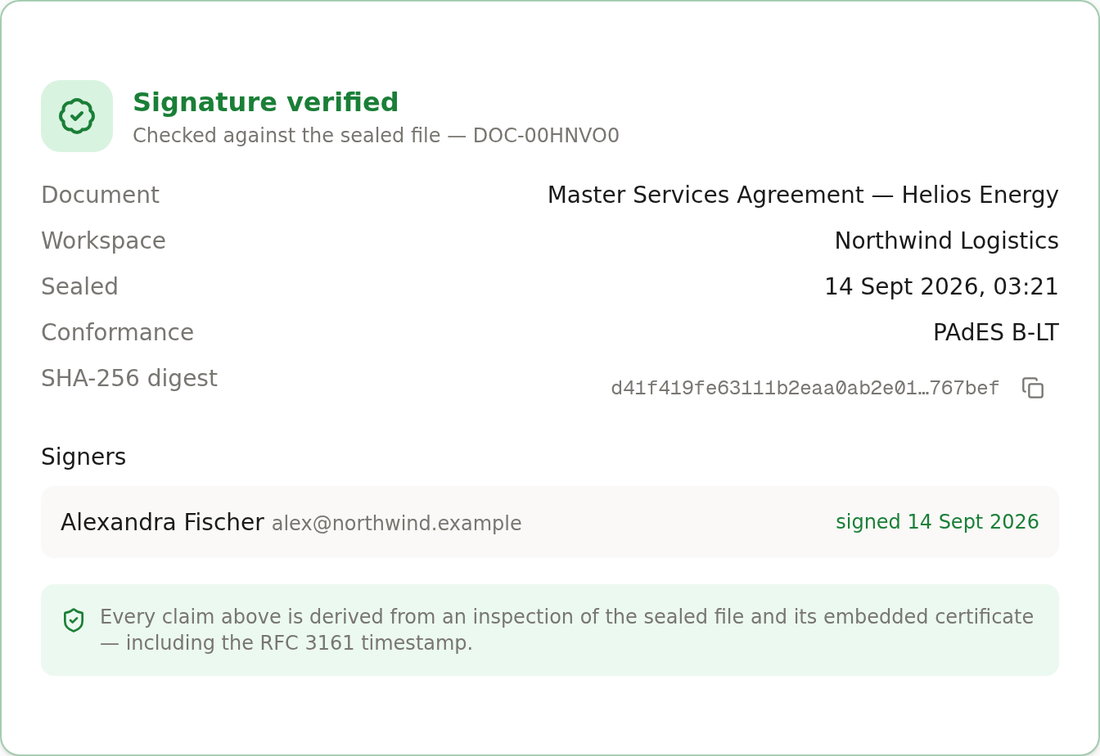 Signature verified
Checked against the sealed file — DOC-00HNVO0
Document Master Services Agreement — Helios Energy
Workspace Northwind Logistics
Sealed 14 Sept 2026, 03:21
Conformance PAdES B-LT
SHA-256 digest d41f419fe63111b2eaa0ab2e01…767bef
Signers
Alexandra Fischer alex@northwind.example signed 14 Sept 2026
Every claim above is derived from an inspection of the sealed file and its embedded certificate
— including the RFC 3161 timestamp.